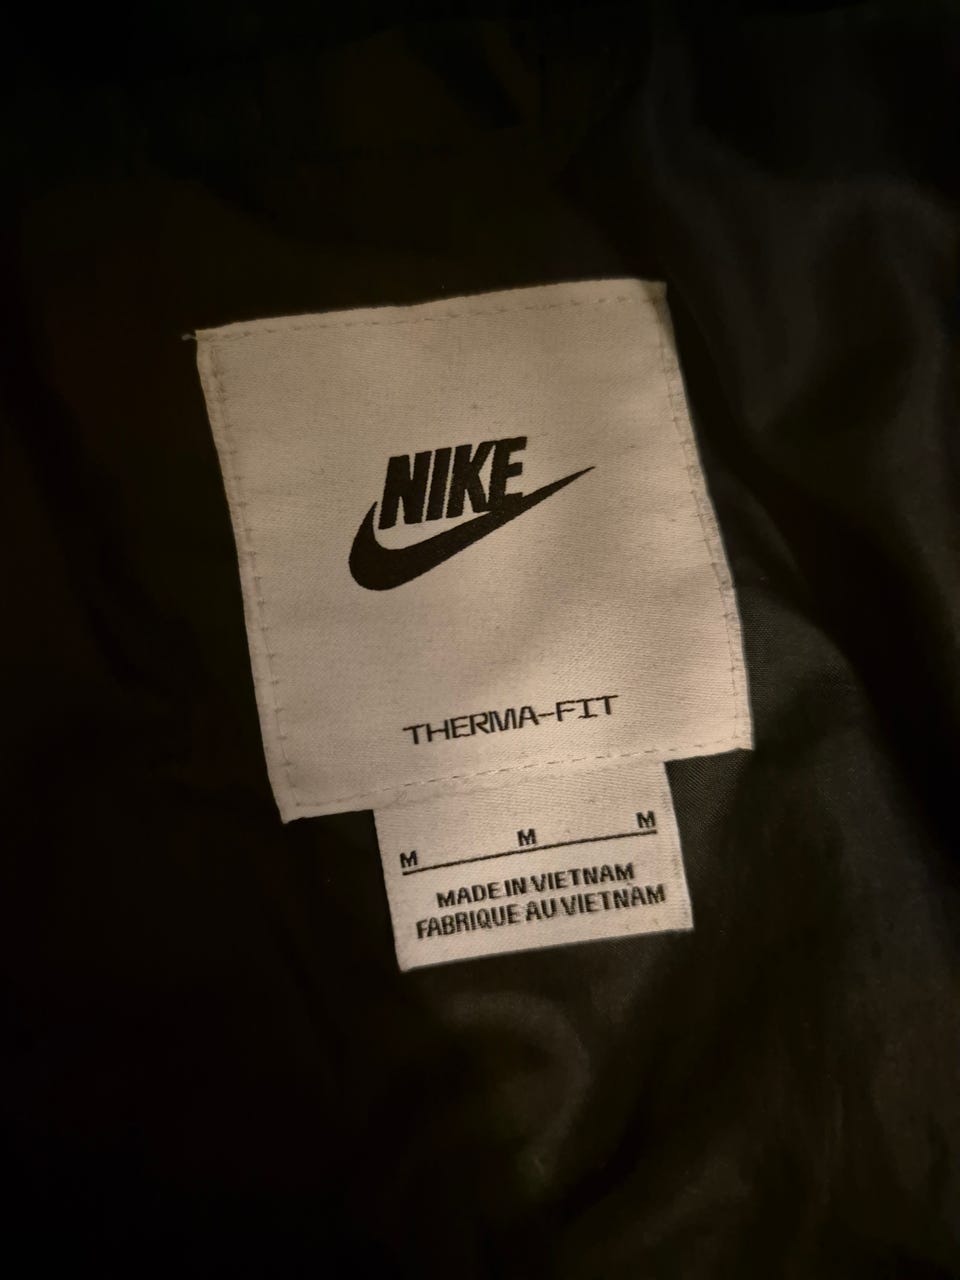 NIKE
THERMA-FIT
M M M
MADE IN VIETNAM
FABRIQUE AU VIETNAM